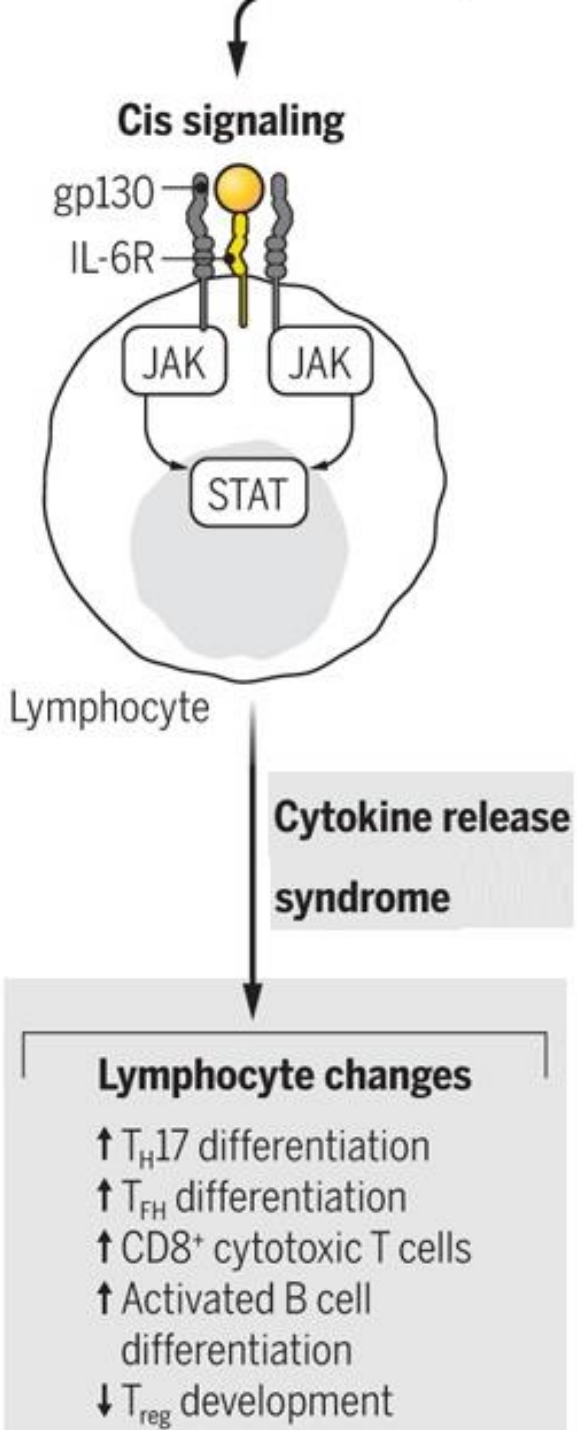 Cis signaling
gp130
IL-6R
JAK
JAK
STAT
Lymphocyte
Cytokine release
syndrome
Lymphocyte changes
↑ TH17 differentiation
↑ TFH differentiation
↑ CD8+ cytotoxic T cells
↑ Activated B cell
differentiation
↓ Treg development